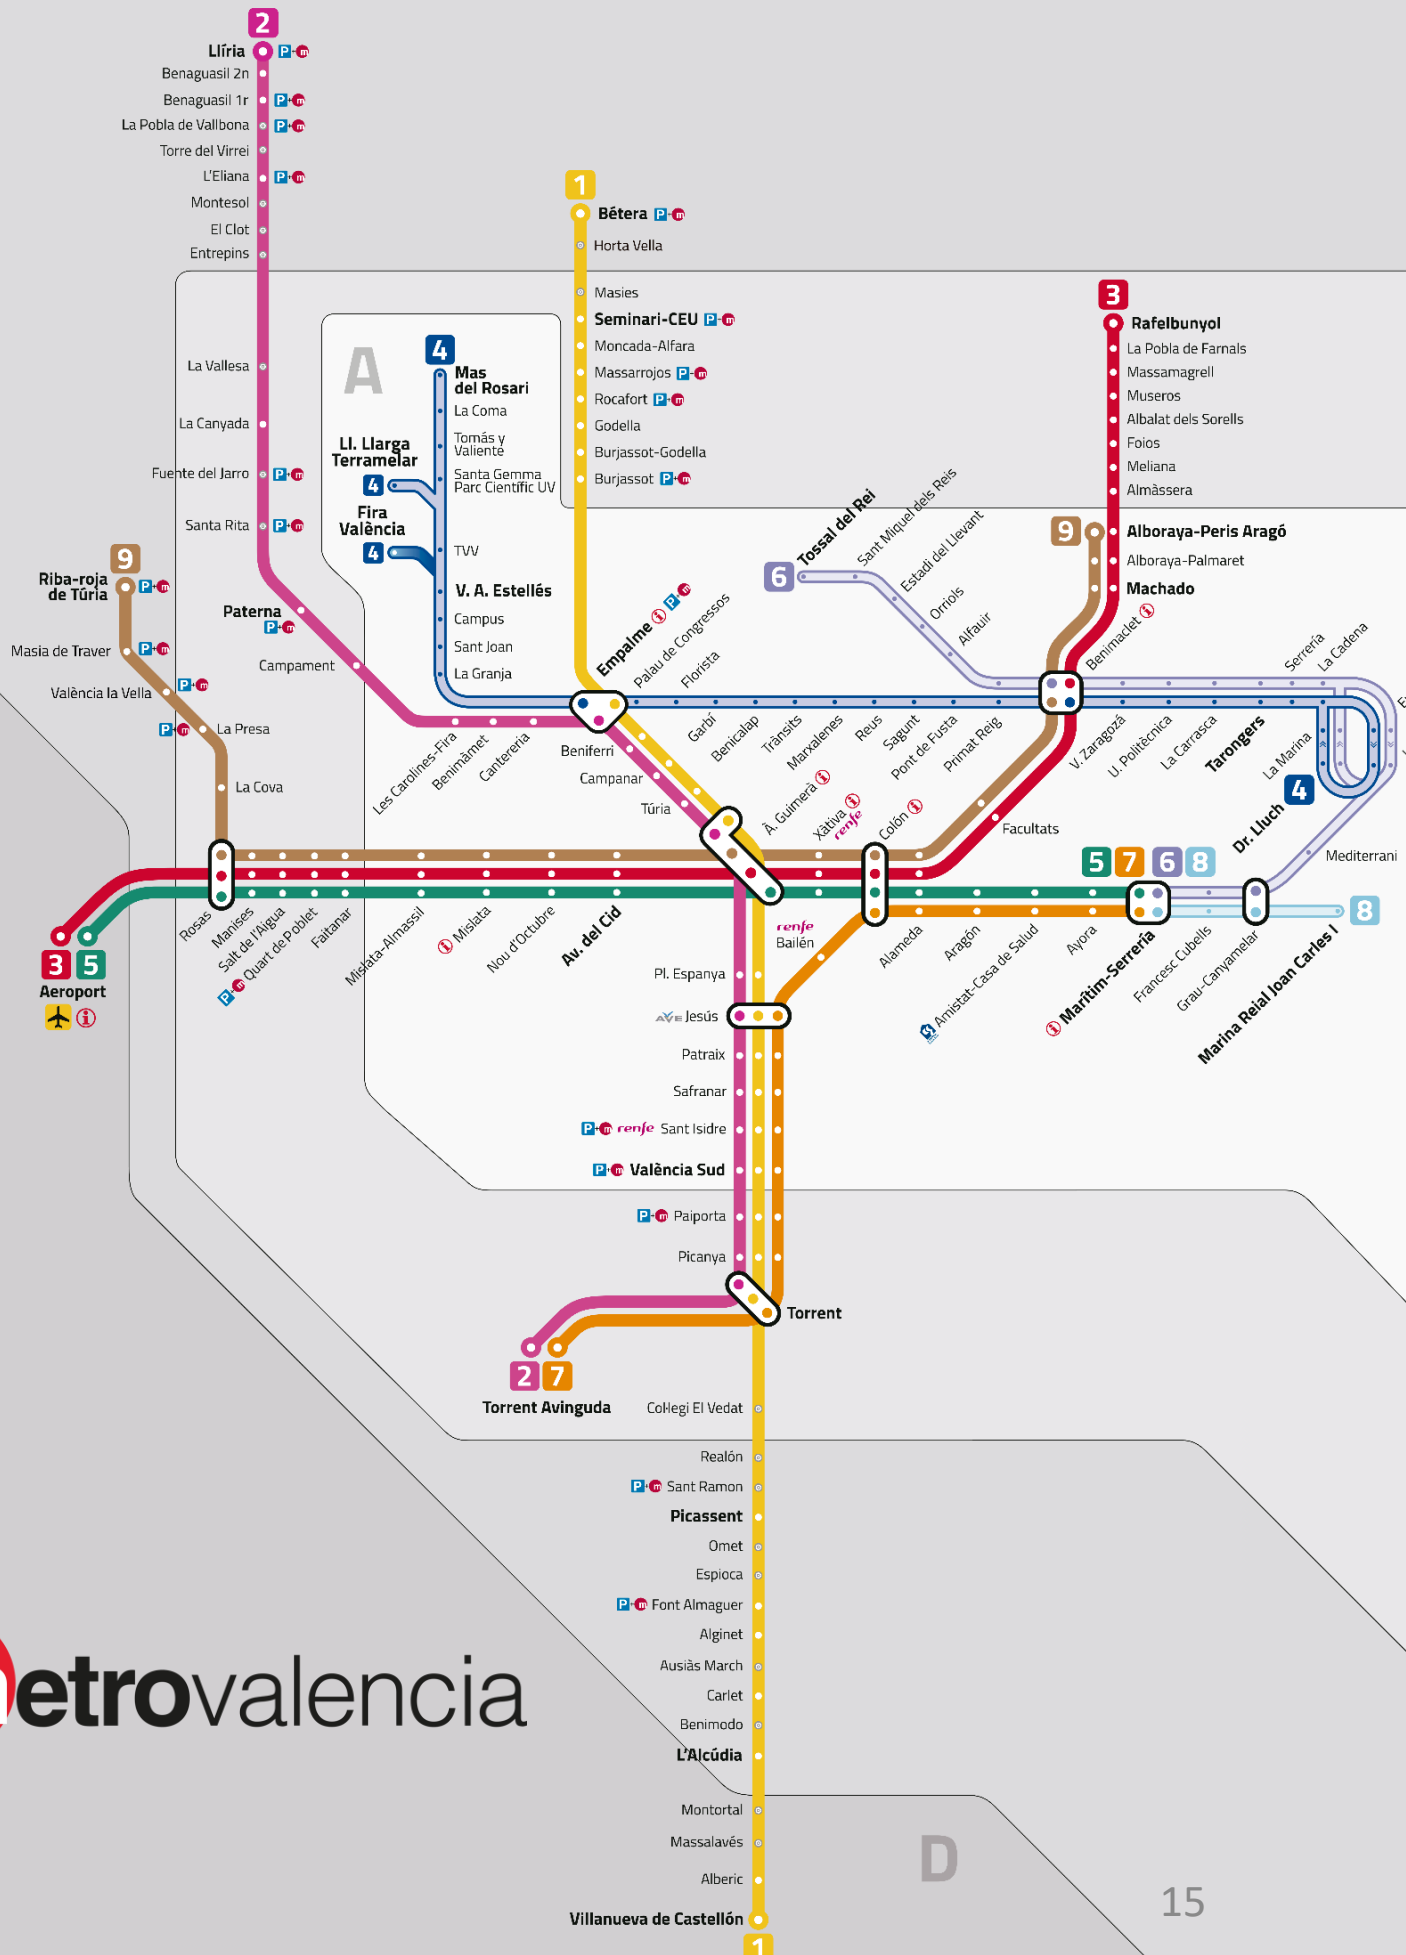 2
Llíria
P m
Benaguasil 2n
Benaguasil 1r
P+m
La Pobla de Vallbona
P+m
Torre del Virrei
L'Eliana
P+m
Montesol
El Clot
Entrepins
La Vallesa
La Canyada
Fuente del Jarro
P+m
Santa Rita
P+m
Paterna
P+m
Campament
Les Carolines-Fira
Benimàmet
Cantereria
1
Bétera
P m
Horta Vella
Masies
Seminari-CEU
P m
Moncada-Alfara
Massarrojos
P m
Rocafort
P m
Godella
Burjassot-Godella
Burjassot
P m
A
4
Mas
del Rosari
La Coma
Tomás y
Valiente
Santa Gemma
Parc Científic UV
Ll. Llarga
Terramelar
4
Fira
València
4
TVV
V. A. Estellés
Campus
Sant Joan
La Granja
Empalme
i
P m
Palau de Congressos
Florista
Garbí
Benicalap
Trànsits
Marxalenes
Reus
Sagunt
Pont de Fusta
Primat Reig
Beniferri
Campanar
Túria
À. Guimerà
i
Xàtiva
i
renfe
Colón
i
3
Rafelbunyol
La Pobla de Farnals
Massamagrell
Museros
Albalat dels Sorells
Foios
Meliana
Almàssera
9
Alboraya-Peris Aragó
Alboraya-Palmaret
Machado
Benimaclet
i
6
Tossal del Rei
Sant Miquel dels Reis
Estadi del Llevant
Orriols
Alfauir
V. Zaragozá
U. Politècnica
La Carrasca
Tarongers
Serrería
La Cadena
La Marina
4
Dr. Lluch
Mediterrani
Facultats
9
Riba-roja
de Túria
P+m
Masia de Traver
P+m
València la Vella
P+m
La Presa
P+m
La Cova
Rosas
Manises
Salt de l'Aigua
Quart de Poblet
P m
Faitanar
Mislata-Almassil
Mislata
i
Nou d'Octubre
Av. del Cid
3 5
Aeroport
i
5 7 6 8
8
renfe
Bailén
Alameda
Aragón
Amistat-Casa de Salud
Ayora
Marítim-Serrería
i
Francesc Cubells
Grau-Canyamelar
Marina Reial Joan Carles I
Pl. Espanya
AVE Jesús
Patraix
Safranar
P+m renfe Sant Isidre
P+m València Sud
P+m Paiporta
Picanya
Torrent
2 7
Torrent Avinguda
Col·legi El Vedat
Realón
P+m Sant Ramon
Picassent
Omet
Espioca
P+m Font Almaguer
Alginet
Ausiàs March
Carlet
Benimodo
L'Alcúdia
Montortal
Massalavés
Alberic
Villanueva de Castellón
1
etrovalencia
D
15